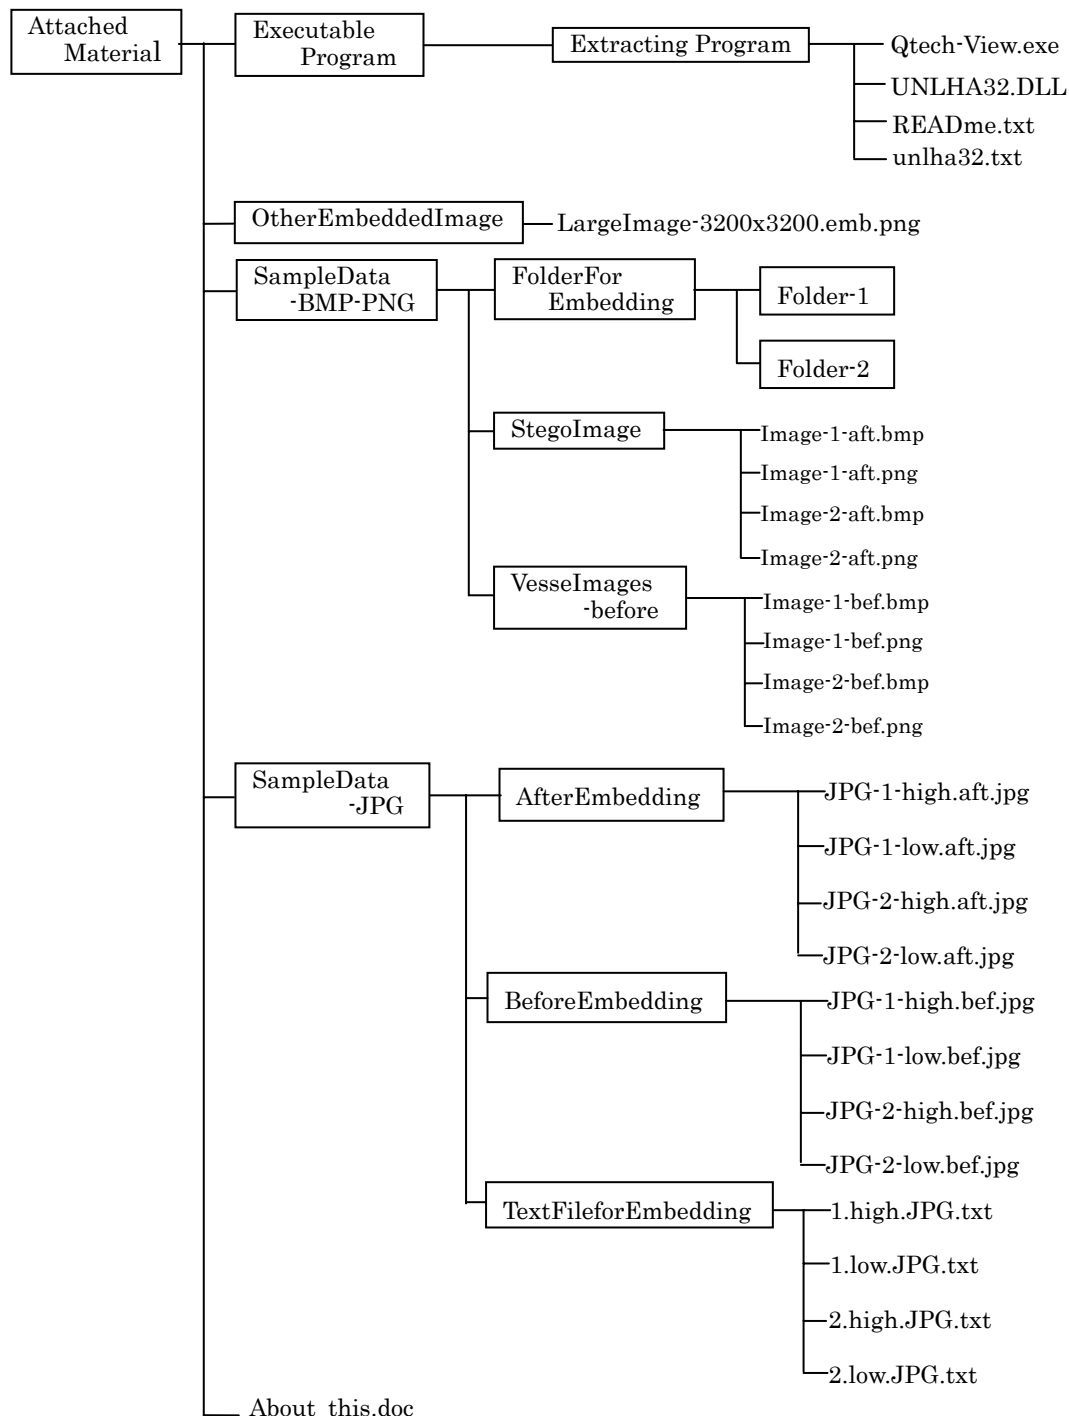 Attached
Material
Executable
Program
Extracting Program
Qtech-View.exe
UNLHA32.DLL
READme.txt
unlha32.txt
OtherEmbeddedImage
LargeImage-3200x3200.emb.png
SampleData
-BMP-PNG
FolderFor
Embedding
Folder-1
Folder-2
StegoImage
Image-1-aft.bmp
Image-1-aft.png
Image-2-aft.bmp
Image-2-aft.png
VesseImages
-before
Image-1-bef.bmp
Image-1-bef.png
Image-2-bef.bmp
Image-2-bef.png
SampleData
-JPG
AfterEmbedding
JPG-1-high.aft.jpg
JPG-1-low.aft.jpg
JPG-2-high.aft.jpg
JPG-2-low.aft.jpg
BeforeEmbedding
JPG-1-high.bef.jpg
JPG-1-low.bef.jpg
JPG-2-high.bef.jpg
JPG-2-low.bef.jpg
TextFileforEmbedding
1.high.JPG.txt
1.low.JPG.txt
2.high.JPG.txt
2.low.JPG.txt
About this.doc